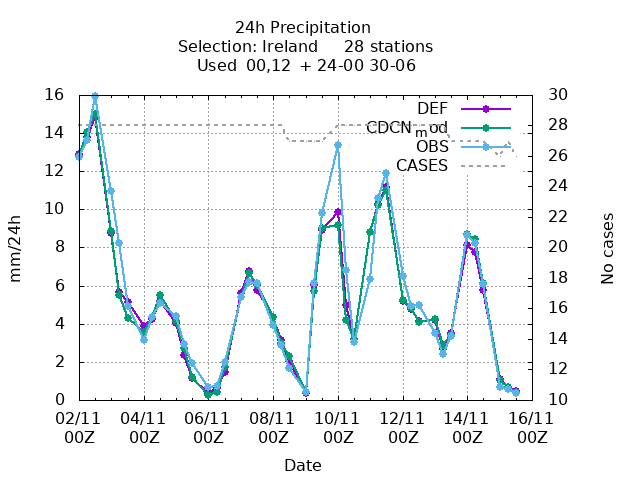 24h Precipitation
Selection: Ireland 28 stations
Used 00,12 + 24-00 30-06
16 30
DEF
14 28
CDCN_mod
OBS
26
CASES
12
24
10
22
8 20
18
6
16
4
14
2 12
0 10
02/11 04/11 06/11 08/11 10/11 12/11 14/11 16/11
00Z 00Z 00Z 00Z 00Z 00Z 00Z 00Z
Date
mm/24h
No cases